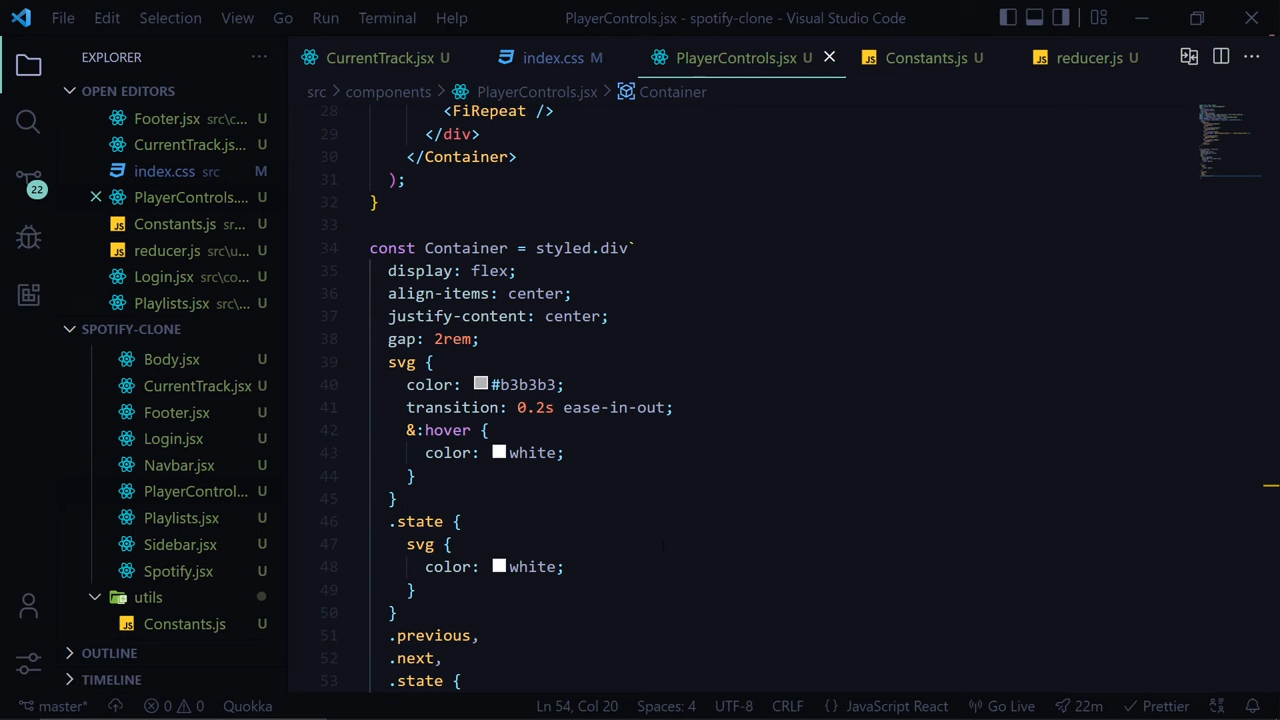 File Edit Selection View Go Run Terminal Help PlayerControls.jsx - spotify-clone - Visual Studio Code
EXPLORER
OPEN EDITORS
Footer.jsx src\c... U
CurrentTrack.js... U
index.css src M
PlayerControls.... U
Constants.js sr... U
reducer.js src\u... U
Login.jsx src\co... U
Playlists.jsx src\... U
SPOTIFY-CLONE
Body.jsx U
CurrentTrack.jsx U
Footer.jsx U
Login.jsx U
Navbar.jsx U
PlayerControl... U
Playlists.jsx U
Sidebar.jsx U
Spotify.jsx U
utils
Constants.js U
OUTLINE
TIMELINE
22
CurrentTrack.jsx U index.css M PlayerControls.jsx U Constants.js U reducer.js U
src > components > PlayerControls.jsx > Container
28 <FiRepeat />
29 </div>
30 </Container>
31 );
32 }
33
34 const Container = styled.div`
35 display: flex;
36 align-items: center;
37 justify-content: center;
38 gap: 2rem;
39 svg {
40 color: #b3b3b3;
41 transition: 0.2s ease-in-out;
42 &:hover {
43 color: white;
44 }
45 }
46 .state {
47 svg {
48 color: white;
49 }
50 }
51 .previous,
52 .next,
53 .state {
master* 0 0 Quokka Ln 54, Col 20 Spaces: 4 UTF-8 CRLF {} JavaScript React Go Live 22m Prettier